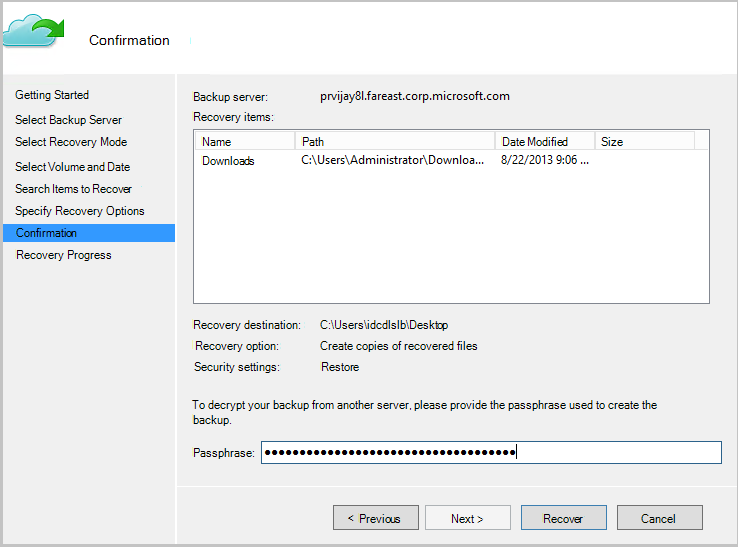 Confirmation
Getting Started
Select Backup Server
Select Recovery Mode
Select Volume and Date
Search Items to Recover
Specify Recovery Options
Confirmation
Recovery Progress
Backup server: prvijay8l.fareast.corp.microsoft.com
Recovery items:
Name Path Date Modified Size
Downloads C:\Users\Administrator\Downloa... 8/22/2013 9:06 ...
Recovery destination: C:\Users\idcdlslb\Desktop
Recovery option: Create copies of recovered files
Security settings: Restore
To decrypt your backup from another server, please provide the passphrase used to create the
backup.
Passphrase: ●●●●●●●●●●●●●●●●●●●●●●●●●●●●●●●●●●●●
< Previous Next > Recover Cancel